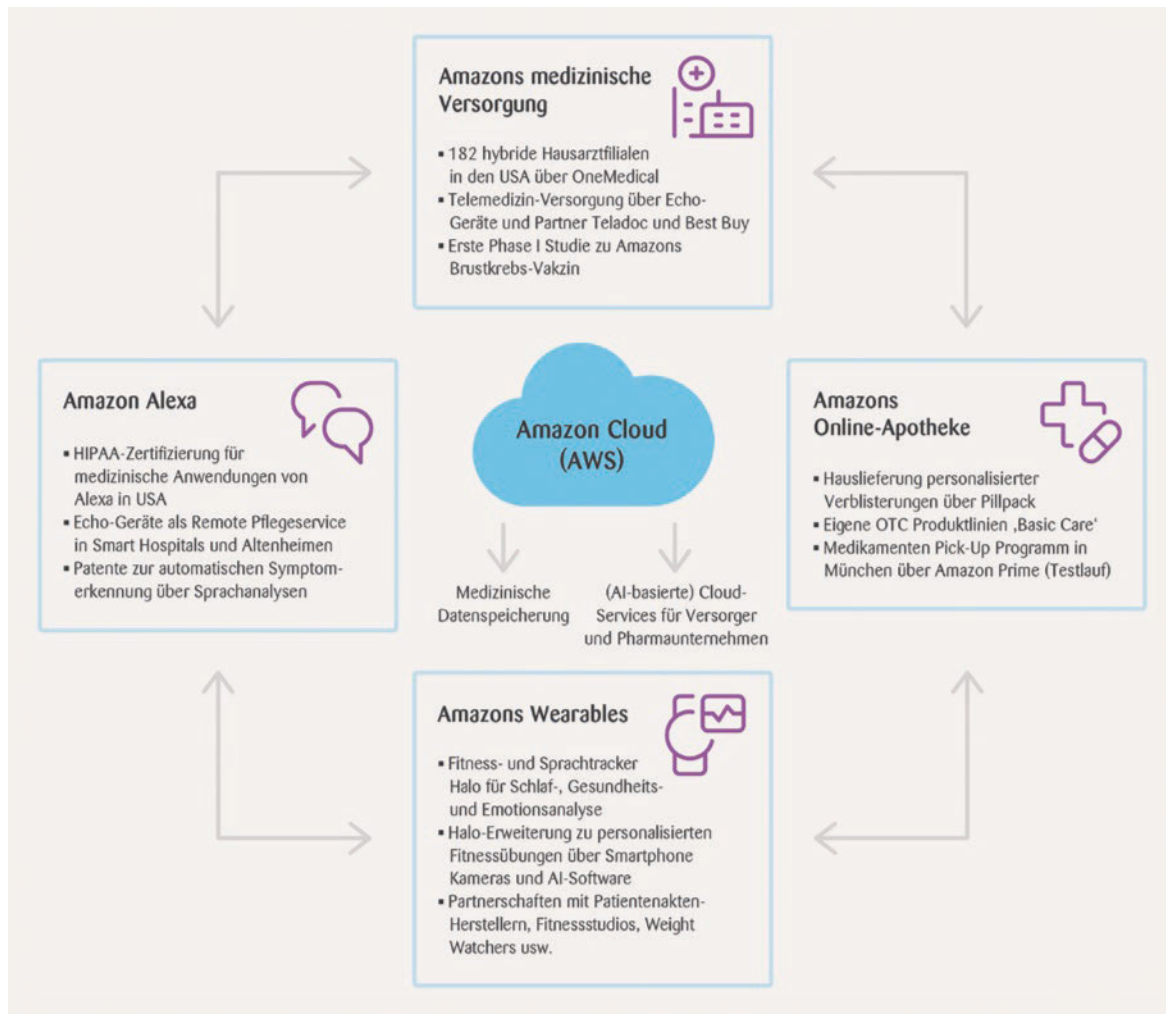 Amazons medizinische
Versorgung
▪ 182 hybride Hausarztfilialen
in den USA über OneMedical
▪ Telemedizin-Versorgung über Echo-
Geräte und Partner Teladoc und Best Buy
▪ Erste Phase I Studie zu Amazons
Brustkrebs-Vakzin
Amazon Alexa
▪ HIPAA-Zertifizierung für
medizinische Anwendungen von
Alexa in USA
▪ Echo-Geräte als Remote Pflegeservice
in Smart Hospitals und Altenheimen
▪ Patente zur automatischen Symptom-
erkennung über Sprachanalysen
Amazon Cloud
(AWS)
Medizinische
Datenspeicherung
(AI-basierte) Cloud-
Services für Versorger
und Pharmaunternehmen
Amazons
Online-Apotheke
▪ Hauslieferung personalisierter
Verblisterungen über Pillpack
▪ Eigene OTC Produktlinien ‚Basic Care‘
▪ Medikamenten Pick-Up Programm in
München über Amazon Prime (Testlauf)
Amazons Wearables
▪ Fitness- und Sprachtracker
Halo für Schlaf-, Gesundheits-
und Emotionsanalyse
▪ Halo-Erweiterung zu personalisierten
Fitnessübungen über Smartphone
Kameras und AI-Software
▪ Partnerschaften mit Patientenakten-
Herstellern, Fitnessstudios, Weight
Watchers usw.